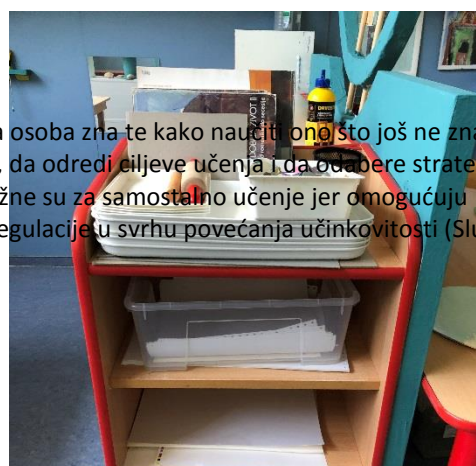 osoba zna te kako naučiti ono što još ne zna
, da odredi ciljeve učenja i da odabere strate
žne su za samostalno učenje jer omogućuju
egulacije u svrhu povećanja učinkovitosti (Slu